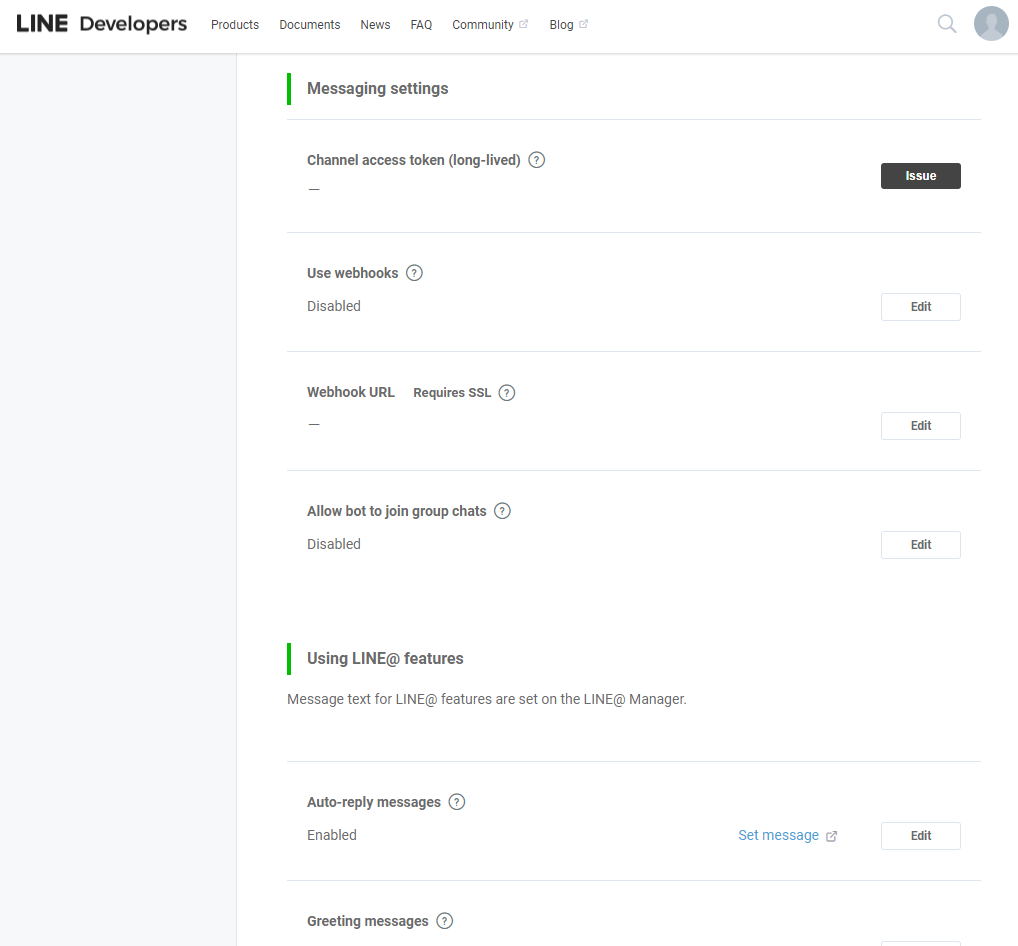 LINE Developers Products Documents News FAQ Community Blog
Messaging settings
Channel access token (long-lived) ?
—
Issue
Use webhooks ?
Disabled
Edit
Webhook URL Requires SSL ?
—
Edit
Allow bot to join group chats ?
Disabled
Edit
Using LINE@ features
Message text for LINE@ features are set on the LINE@ Manager.
Auto-reply messages ?
Enabled Set message Edit
Greeting messages ?